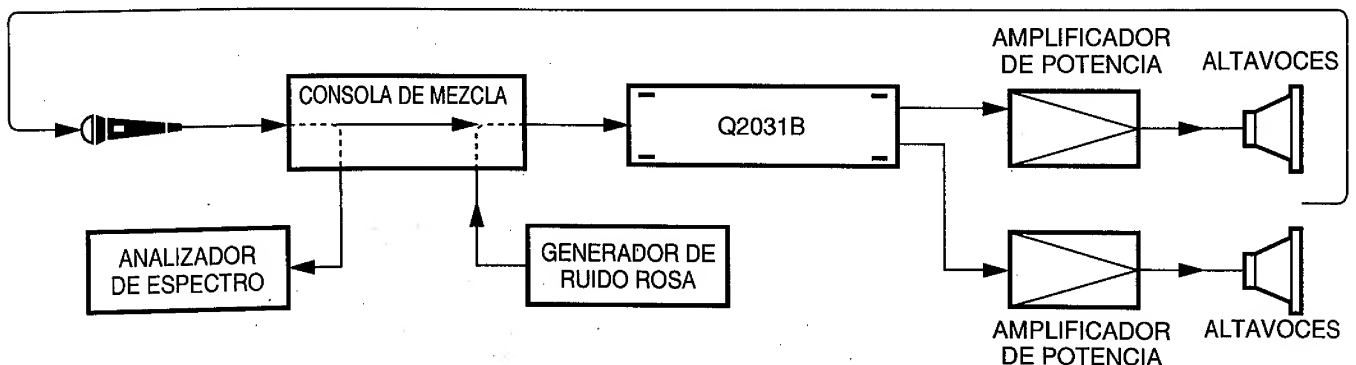 AMPLIFICADOR
DE POTENCIA
ALTAVOCES
CONSOLA DE MEZCLA
Q2031B
ANALIZADOR
DE ESPECTRO
GENERADOR DE
RUIDO ROSA
AMPLIFICADOR
DE POTENCIA
ALTAVOCES